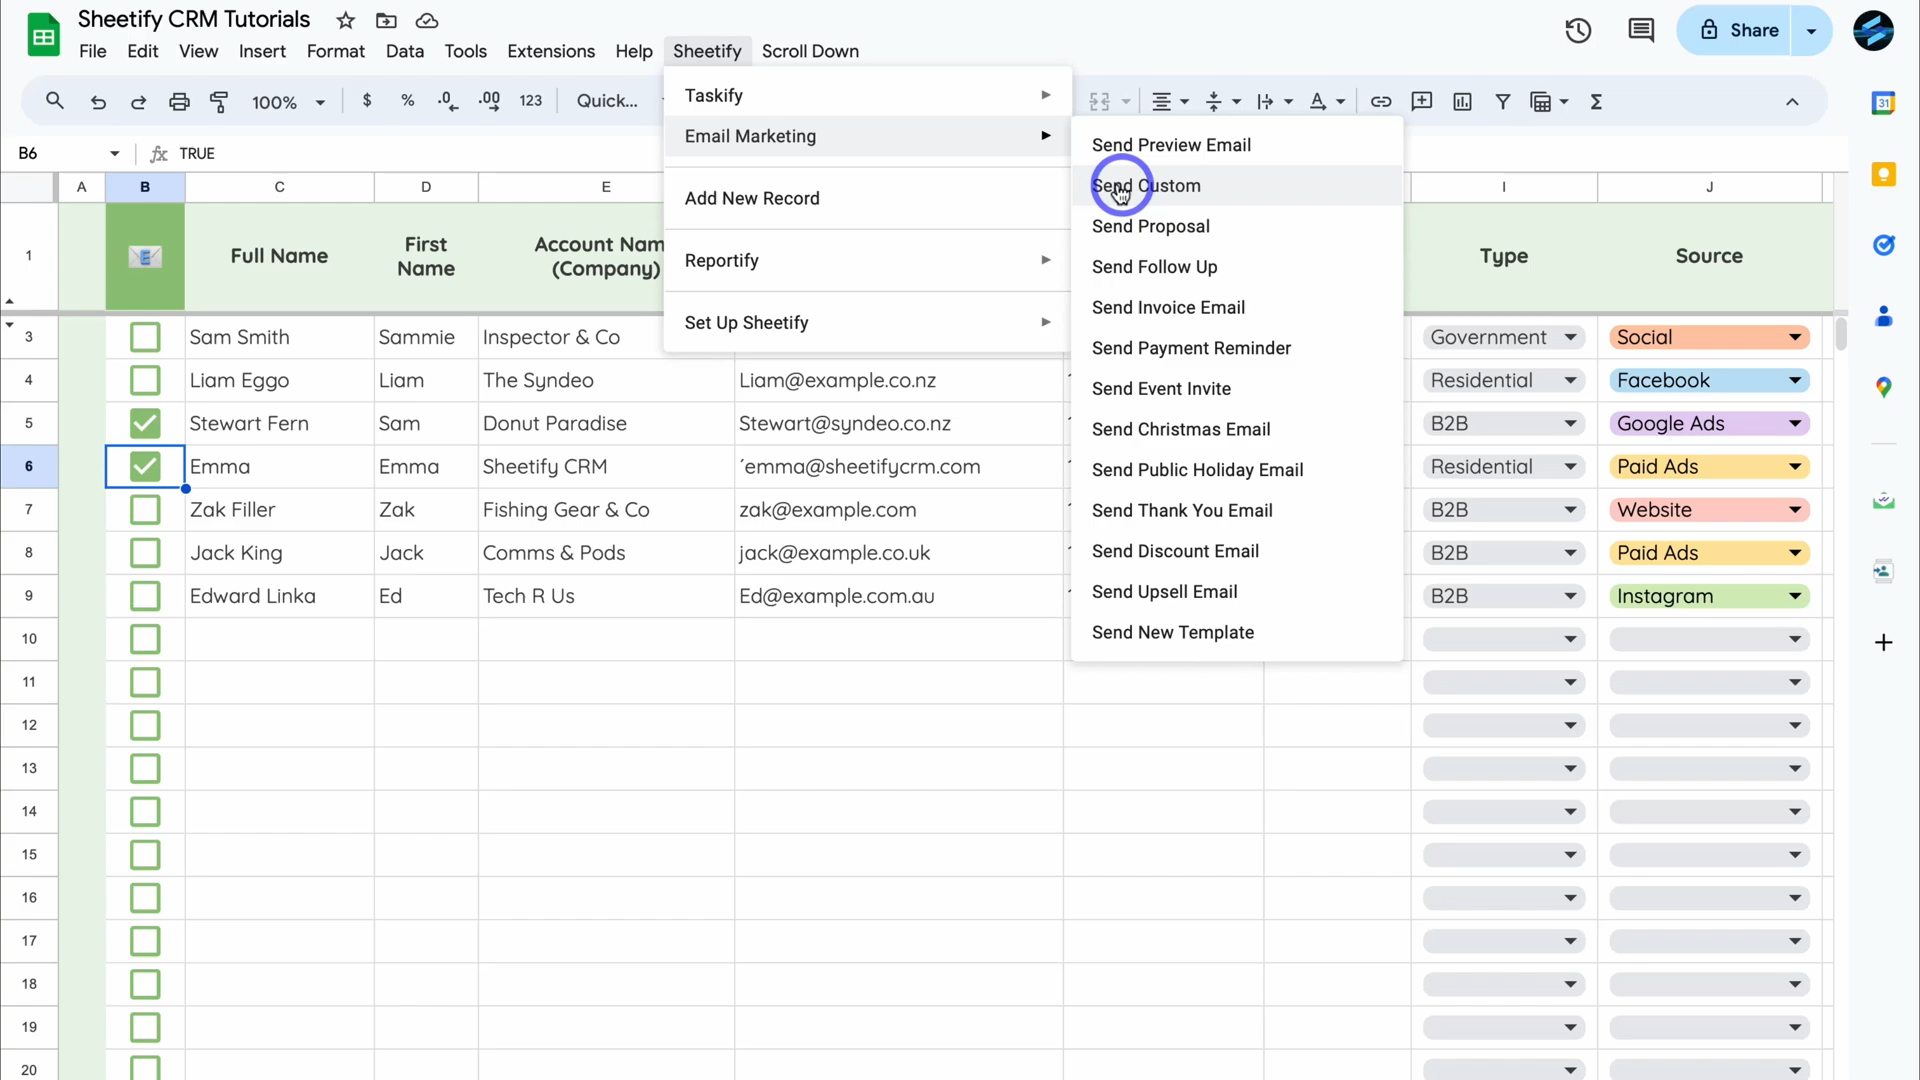 Sheetify CRM Tutorials
File Edit View Insert Format Data Tools Extensions Help Sheetify Scroll Down
Share
100% $ % .0 .00 123 Quick...
B6 TRUE
A B C D E I J
1 Full Name First Name Account Nam (Company) Type Source
3 Sam Smith Sammie Inspector & Co Government Social
4 Liam Eggo Liam The Syndeo Liam@example.co.nz Residential Facebook
5 Stewart Fern Sam Donut Paradise Stewart@syndeo.co.nz B2B Google Ads
6 Emma Emma Sheetify CRM ´emma@sheetifycrm.com Residential Paid Ads
7 Zak Filler Zak Fishing Gear & Co zak@example.com B2B Website
8 Jack King Jack Comms & Pods jack@example.co.uk B2B Paid Ads
9 Edward Linka Ed Tech R Us Ed@example.com.au B2B Instagram
10
11
12
13
14
15
16
17
18
19
20
Taskify
Email Marketing
Add New Record
Reportify
Set Up Sheetify
Send Preview Email
Send Custom
Send Proposal
Send Follow Up
Send Invoice Email
Send Payment Reminder
Send Event Invite
Send Christmas Email
Send Public Holiday Email
Send Thank You Email
Send Discount Email
Send Upsell Email
Send New Template
31